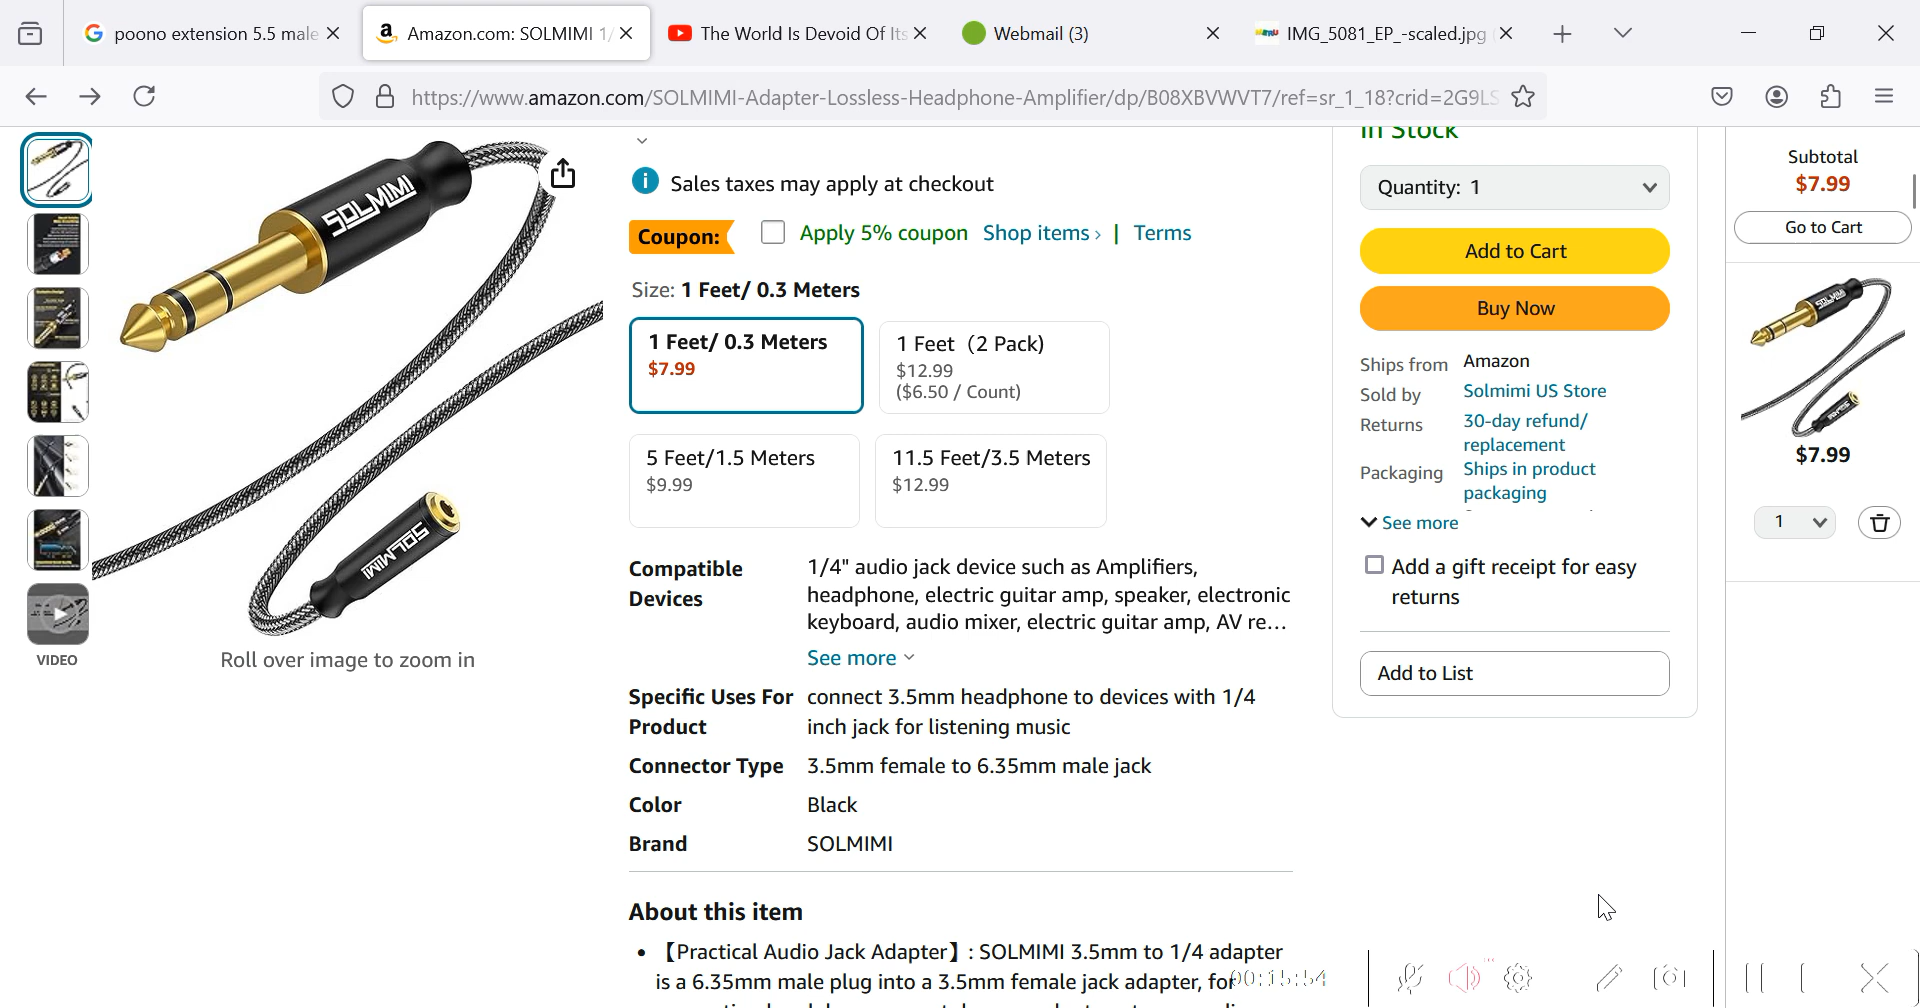 poono extension 5.5 male
Amazon.com: SOLMIMI 1/
The World Is Devoid Of Its
Webmail (3)
IMG_5081_EP_-scaled.jpg
https://www.amazon.com/SOLMIMI-Adapter-Lossless-Headphone-Amplifier/dp/B08XBVWVT7/ref=sr_1_18?crid=2G9LS
SOLMIMI
SOLMIMI
VIDEO
Roll over image to zoom in
Sales taxes may apply at checkout
Coupon: Apply 5% coupon Shop items › | Terms
Size: 1 Feet/ 0.3 Meters
1 Feet/ 0.3 Meters
$7.99
1 Feet（2 Pack)
$12.99
($6.50 / Count)
5 Feet/1.5 Meters
$9.99
11.5 Feet/3.5 Meters
$12.99
Compatible Devices
1/4" audio jack device such as Amplifiers,
headphone, electric guitar amp, speaker, electronic
keyboard, audio mixer, electric guitar amp, AV re...
See more
Specific Uses For Product
connect 3.5mm headphone to devices with 1/4
inch jack for listening music
Connector Type 3.5mm female to 6.35mm male jack
Color Black
Brand SOLMIMI
About this item
• 【Practical Audio Jack Adapter】: SOLMIMI 3.5mm to 1/4 adapter
is a 6.35mm male plug into a 3.5mm female jack adapter, for
In Stock
Quantity: 1
Add to Cart
Buy Now
Ships from Amazon
Sold by Solmimi US Store
Returns 30-day refund/
replacement
Packaging Ships in product
packaging
See more
Add a gift receipt for easy
returns
Add to List
Subtotal
$7.99
Go to Cart
SOLMIMI
$7.99
1
00:15:54